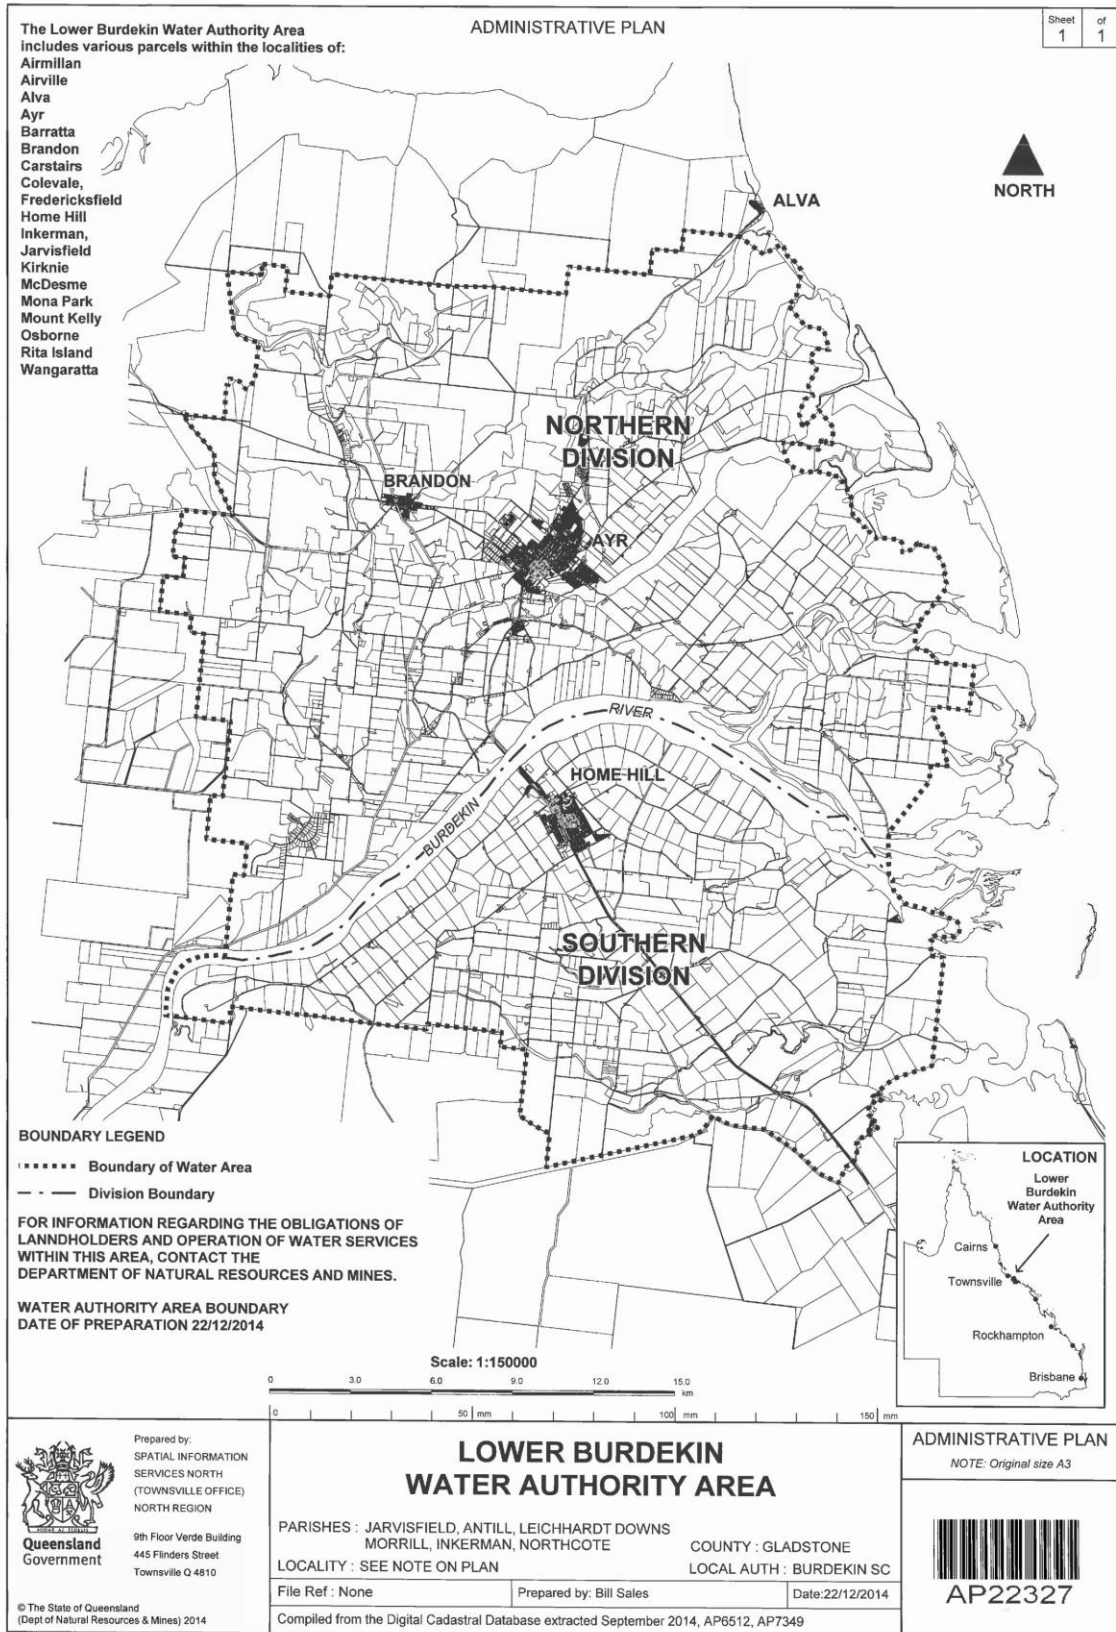 ADMINISTRATIVE PLAN
Sheet of
1 1
The Lower Burdekin Water Authority Area
includes various parcels within the localities of:
Airmillan
Airville
Alva
Ayr
Barratta
Brandon
Carstairs
Colevale,
Fredericksfield
Home Hill
Inkerman,
Jarvisfield
Kirknie
McDesme
Mona Park
Mount Kelly
Osborne
Rita Island
Wangaratta
NORTH
ALVA
NORTHERN
DIVISION
BRANDON
AYR
RIVER
HOME HILL
BURDEKIN
SOUTHERN
DIVISION
BOUNDARY LEGEND
Boundary of Water Area
Division Boundary
FOR INFORMATION REGARDING THE OBLIGATIONS OF
LANNDHOLDERS AND OPERATION OF WATER SERVICES
WITHIN THIS AREA, CONTACT THE
DEPARTMENT OF NATURAL RESOURCES AND MINES.
WATER AUTHORITY AREA BOUNDARY
DATE OF PREPARATION 22/12/2014
LOCATION
Lower
Burdekin
Water Authority
Area
Cairns
Townsville
Rockhampton
Brisbane
Scale: 1:150000
0 3.0 6.0 9.0 12.0 15.0
km
0 50 mm 100 mm 150 mm
AUDAX AT FIDELIS
Queensland
Government
Prepared by:
SPATIAL INFORMATION
SERVICES NORTH
(TOWNSVILLE OFFICE)
NORTH REGION
9th Floor Verde Building
445 Flinders Street
Townsville Q 4810
© The State of Queensland
(Dept of Natural Resources & Mines) 2014
LOWER BURDEKIN
WATER AUTHORITY AREA
PARISHES : JARVISFIELD, ANTILL, LEICHHARDT DOWNS
MORRILL, INKERMAN, NORTHCOTE
COUNTY : GLADSTONE
LOCALITY : SEE NOTE ON PLAN
LOCAL AUTH : BURDEKIN SC
File Ref : None
Prepared by: Bill Sales
Date:22/12/2014
Compiled from the Digital Cadastral Database extracted September 2014, AP6512, AP7349
ADMINISTRATIVE PLAN
NOTE: Original size A3
AP22327